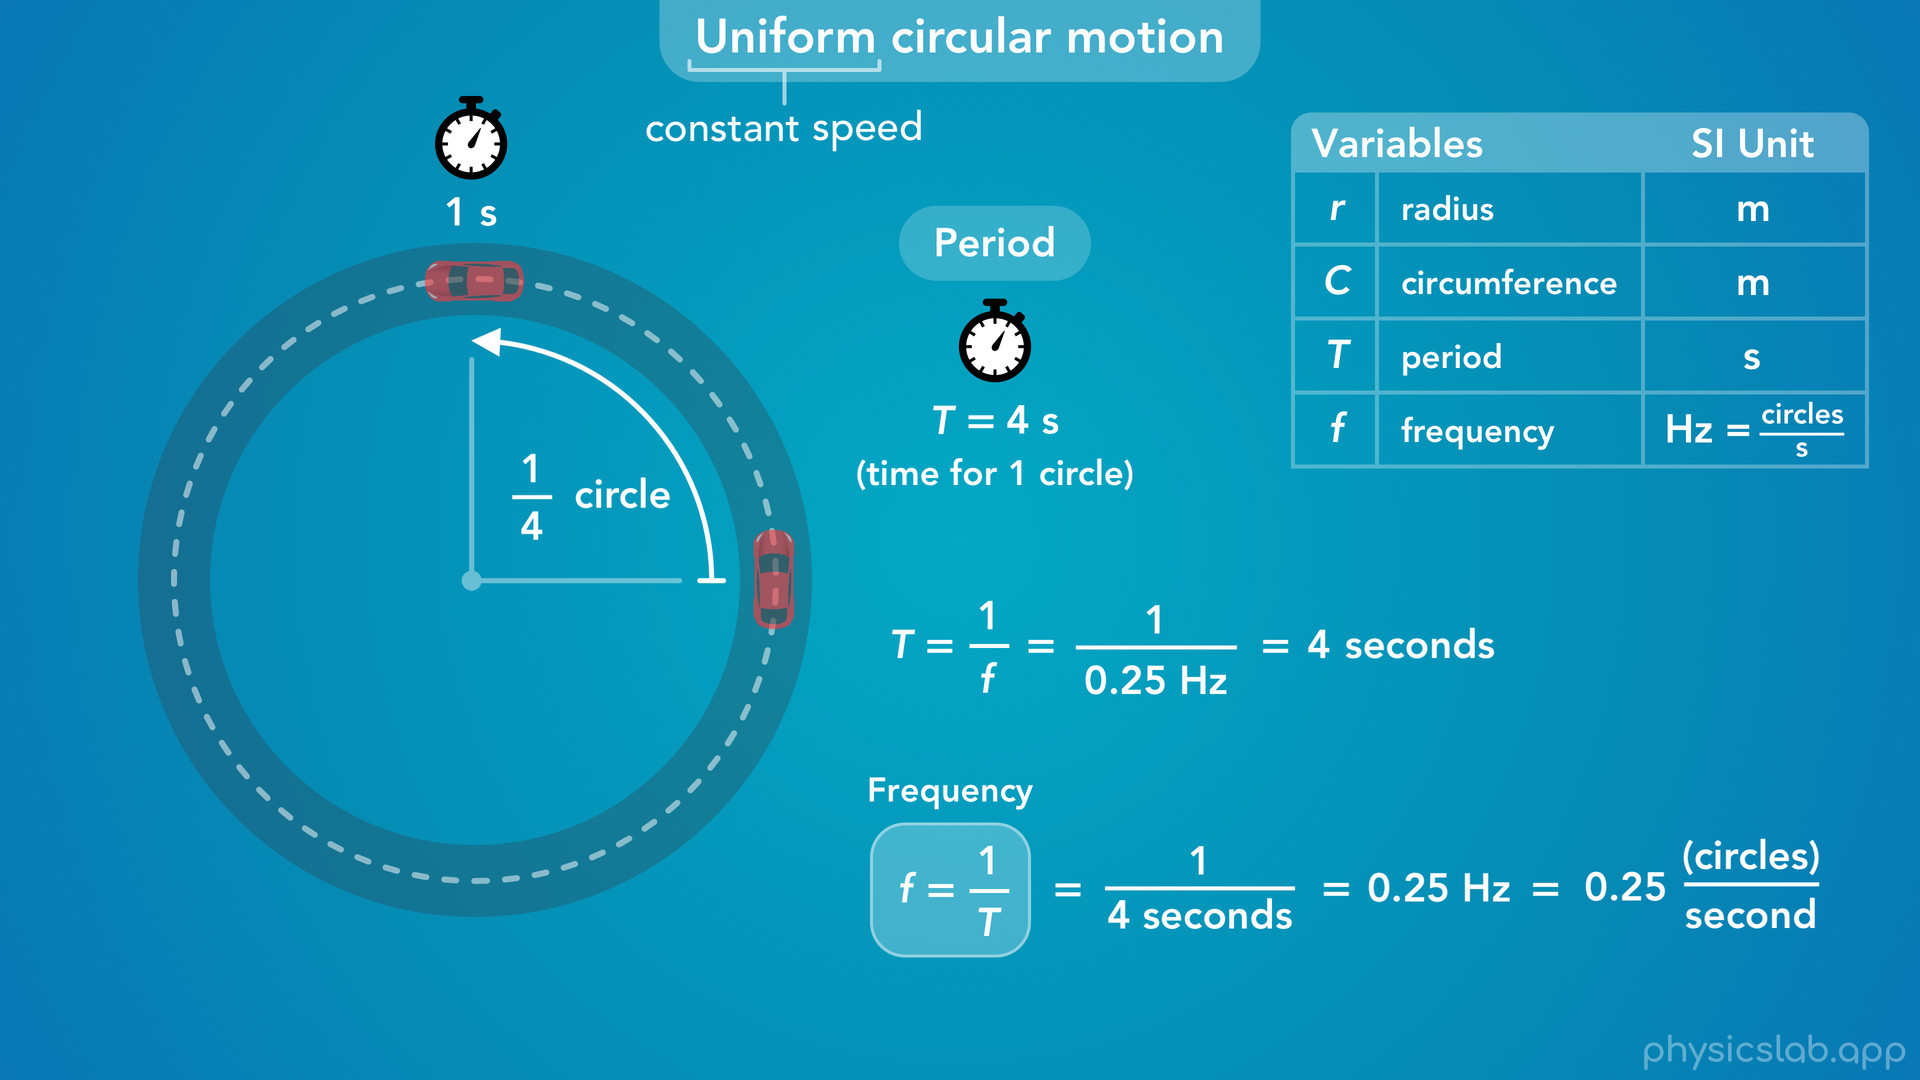 Uniform circular motion
constant speed
1 s
1/4 circle
Period
T = 4 s
(time for 1 circle)
Variables SI Unit
r radius m
C circumference m
T period s
f frequency Hz = circles/s
T = 1/f = 1/0.25 Hz = 4 seconds
Frequency
f = 1/T = 1/4 seconds = 0.25 Hz = 0.25 (circles)/second
physicslab.app